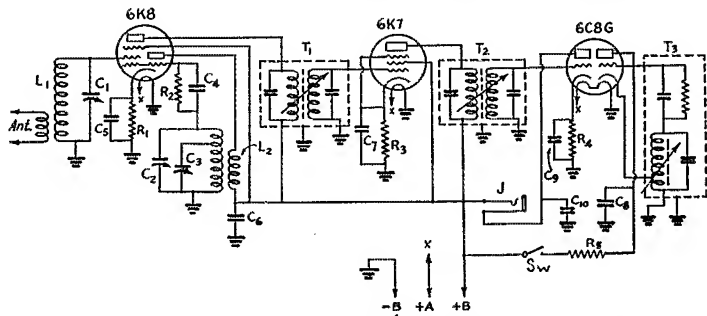 6K8
6K7
6C8G
T1
T2
T3
L1
C1
Ant.
C5
R1
R2
C4
C2
C3
L2
C6
C7
R3
J
C9
R4
C10
C8
Sw
R5
X
X
X
X
-B
+A
+B